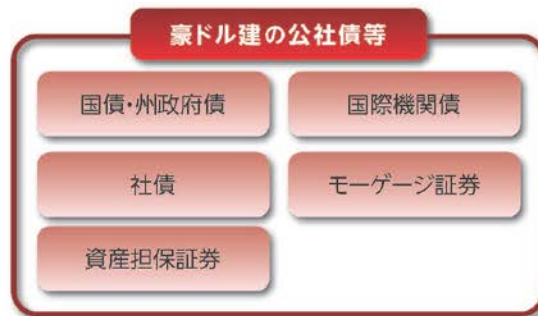 豪ドル建の公社債等
国債・州政府債
国際機関債
社債
モーゲージ証券
資産担保証券